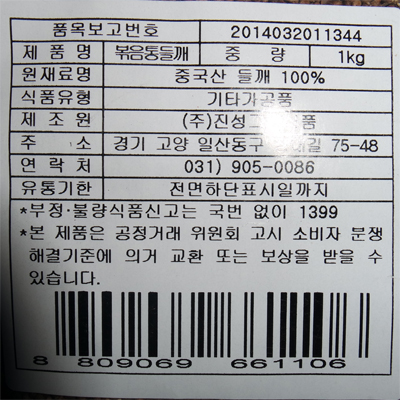 품목보고번호 2014032011344
제 품 명 볶음통들깨 중 량 1kg
원재료명 중국산 들깨 100%
식품유형 기타가공품
제 조 원 (주)진성
주 소 경기 고양 일산동구 75-48
연 락 처 031) 905-0086
유통기한 전면하단표시일까지
*부정·불량식품신고는 국번 없이 1399
*본 제품은 공정거래 위원회 고시 소비자 분쟁
해결기준에 의거 교환 또는 보상을 받을 수
있습니다.
8 809069 661106